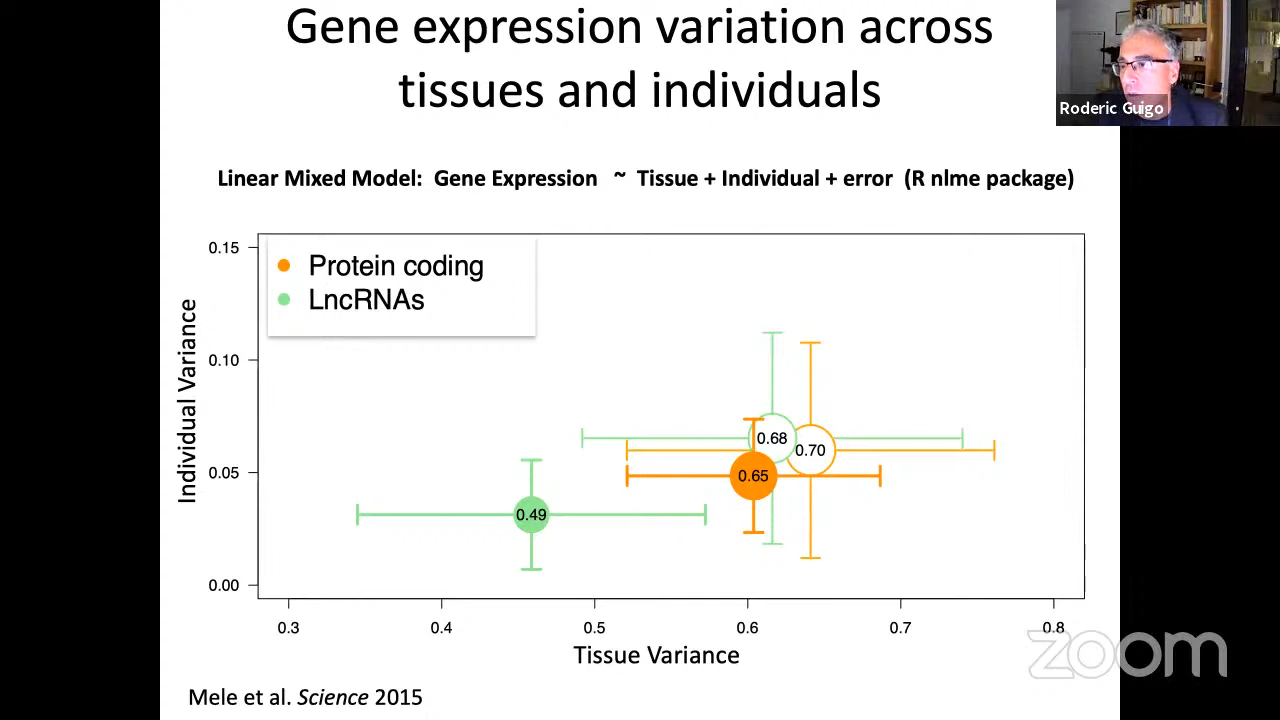 Gene expression variation across
tissues and individuals
Roderic Guigo
Linear Mixed Model: Gene Expression ~ Tissue + Individual + error (R nlme package)
Protein coding
LncRNAs
Individual Variance
0.15
0.10
0.05
0.00
0.68
0.70
0.65
0.49
0.3 0.4 0.5 0.6 0.7 0.8
Tissue Variance
zoom
Mele et al. Science 2015